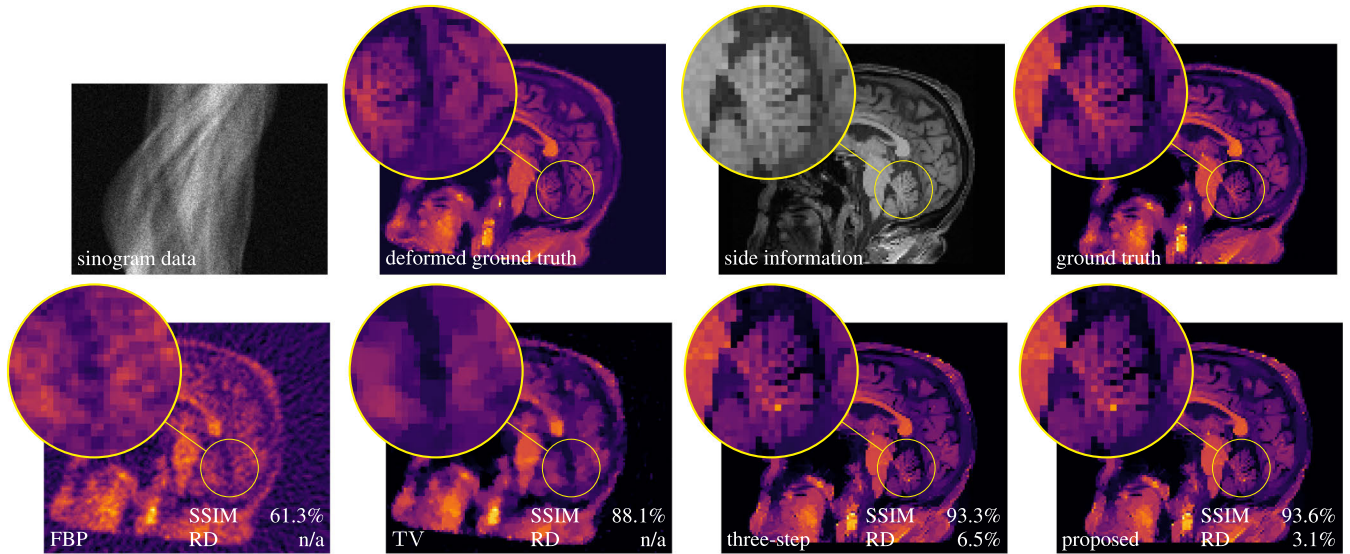 sinogram data
deformed ground truth
side information
ground truth
FBP SSIM 61.3%
RD n/a
TV SSIM 88.1%
RD n/a
three-step SSIM 93.3%
RD 6.5%
proposed SSIM 93.6%
RD 3.1%